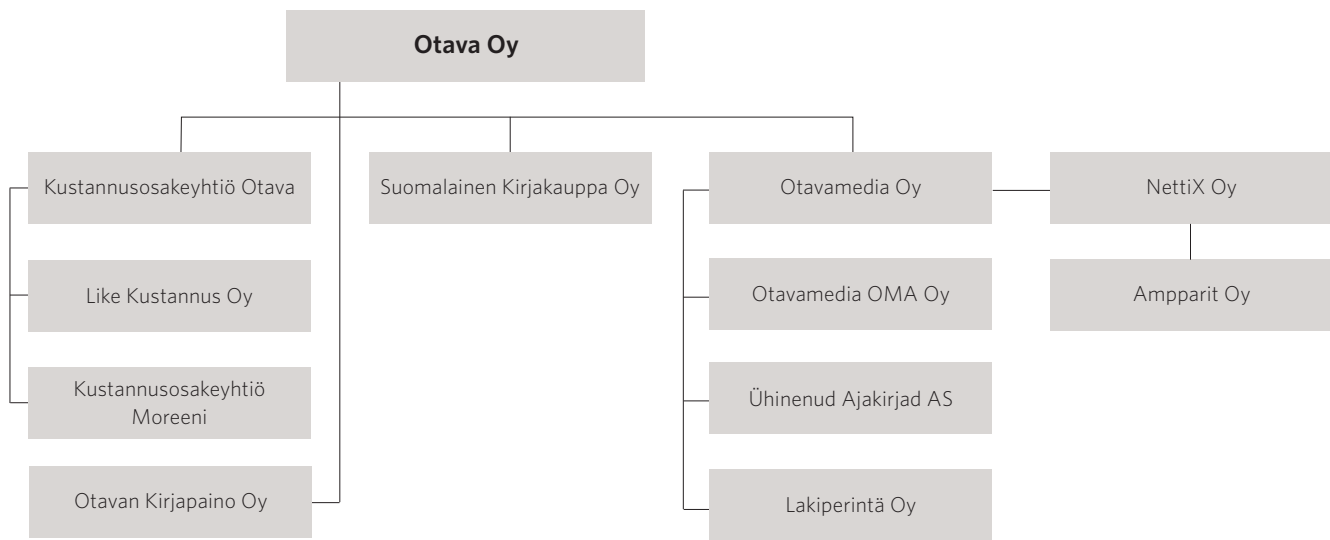 Otava Oy
Kustannusosakeyhtiö Otava
Suomalainen Kirjakauppa Oy
Otavamedia Oy
NettiX Oy
Like Kustannus Oy
Otavamedia OMA Oy
Ampparit Oy
Kustannusosakeyhtiö
Moreeni
Ühinenud Ajakirjad AS
Otavan Kirjapaino Oy
Lakiperintä Oy